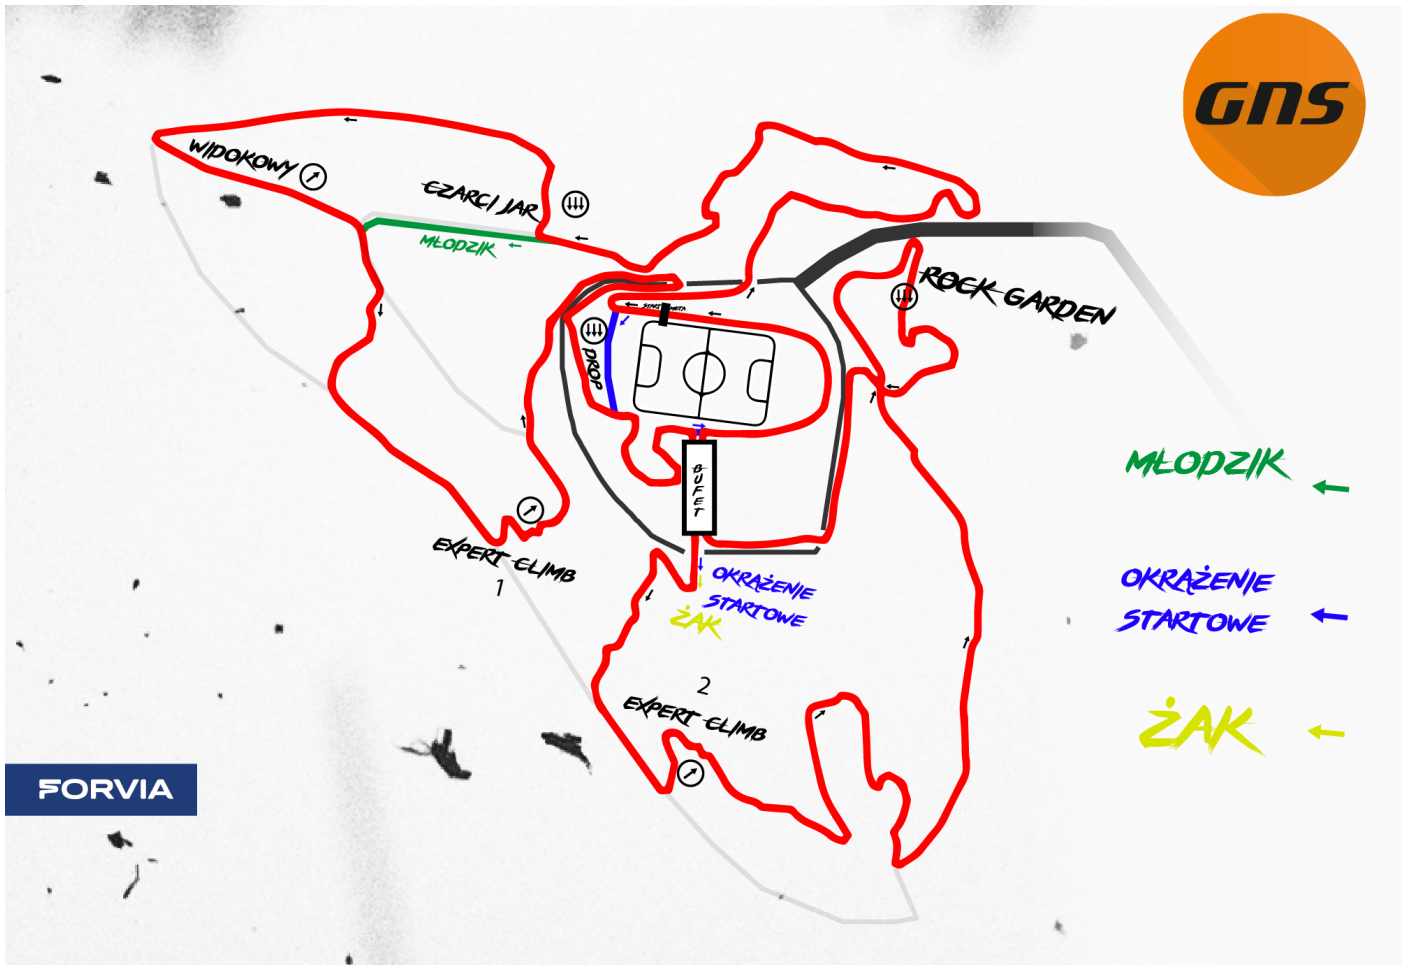 GNS
WIDOKOWY
CZARCI JAR
MŁODZIK
ROCK GARDEN
START META
DROP
BUFET
MŁODZIK
EXPERT CLIMB
1
OKRĄŻENIE
STARTOWE
ŻAK
OKRĄŻENIE
STARTOWE
2
EXPERT CLIMB
ŻAK
FORVIA